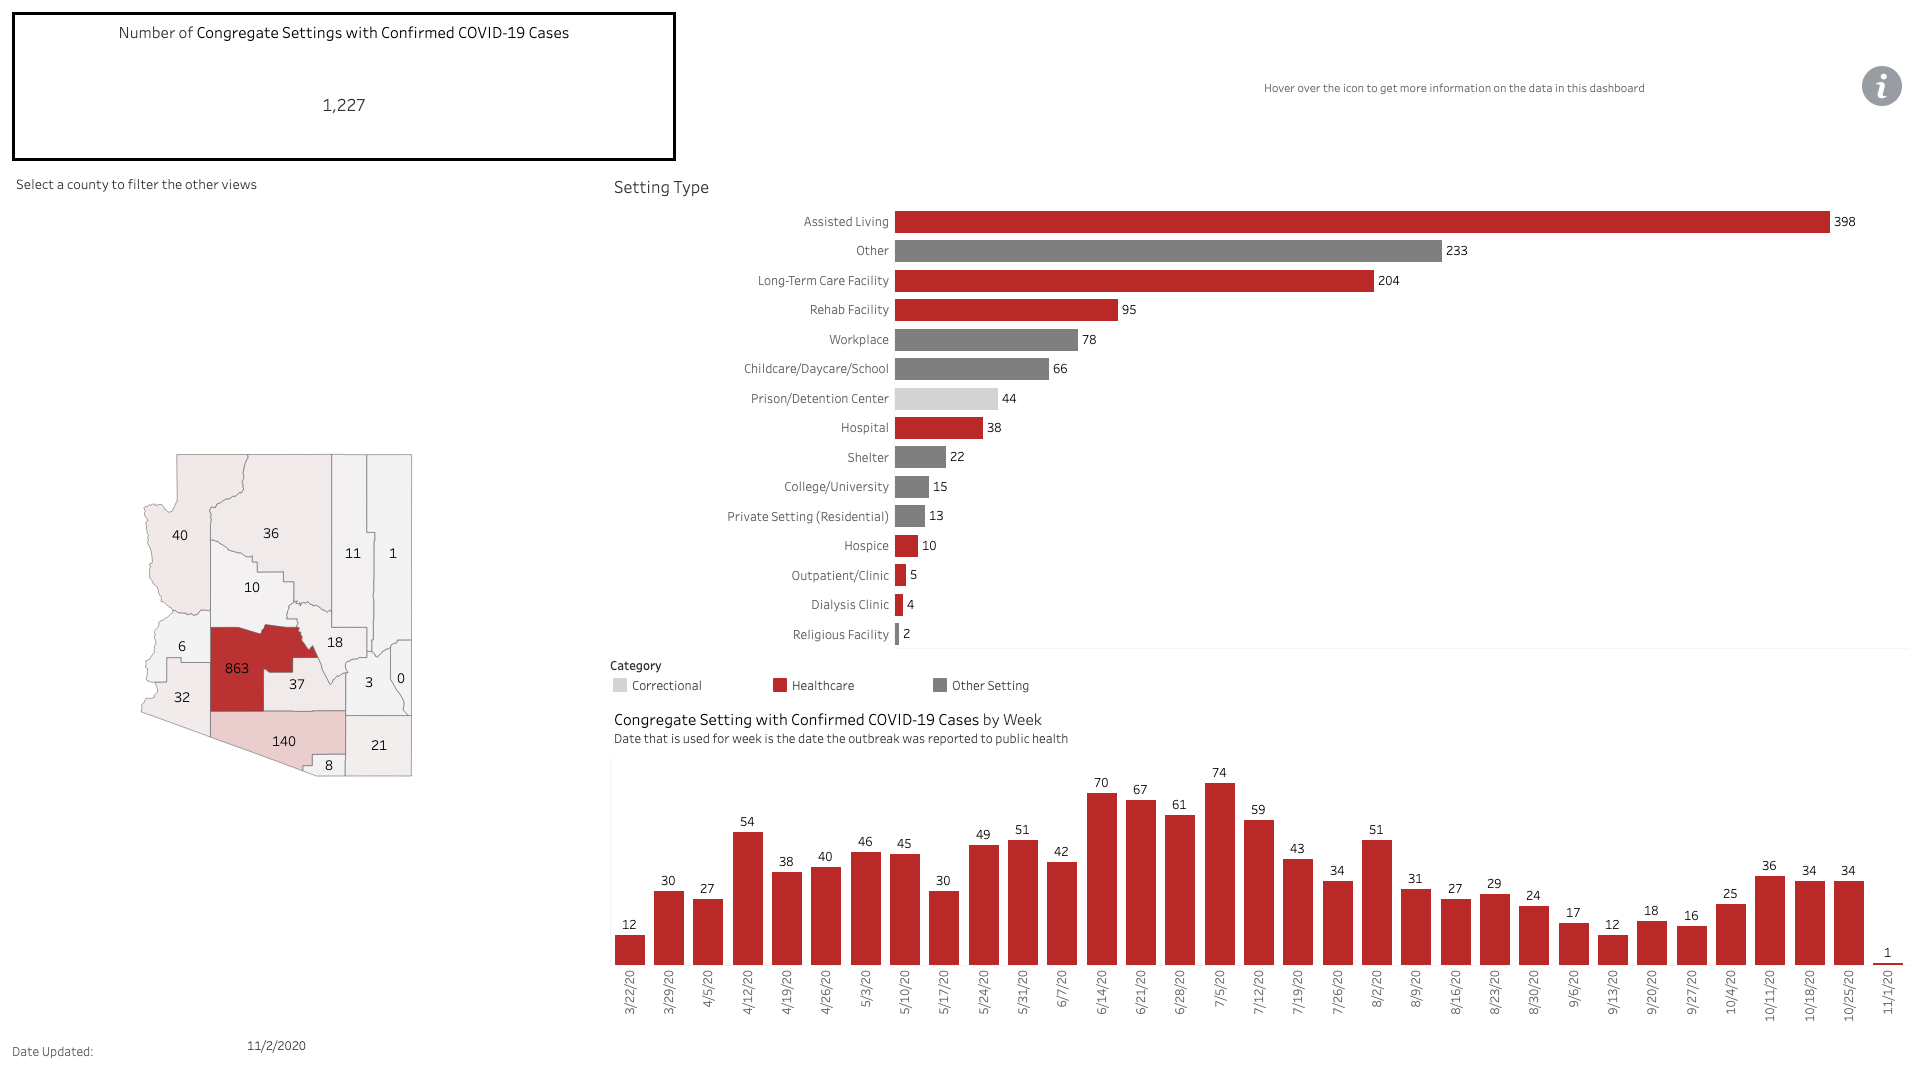 Number of Congregate Settings with Confirmed COVID-19 Cases
1,227
Hover over the icon to get more information on the data in this dashboard
i
Select a county to filter the other views
40
36
11
1
10
6
18
863
37
3
0
32
140
21
8
Setting Type
Assisted Living 398
Other 233
Long-Term Care Facility 204
Rehab Facility 95
Workplace 78
Childcare/Daycare/School 66
Prison/Detention Center 44
Hospital 38
Shelter 22
College/University 15
Private Setting (Residential) 13
Hospice 10
Outpatient/Clinic 5
Dialysis Clinic 4
Religious Facility 2
Category
Correctional Healthcare Other Setting
Congregate Setting with Confirmed COVID-19 Cases by Week
Date that is used for week is the date the outbreak was reported to public health
12 30 27 54 38 40 46 45 30 49 51 42 70 67 61 74 59 43 34 51 31 27 29 24 17 12 18 16 25 36 34 34 1
3/22/20 3/29/20 4/5/20 4/12/20 4/19/20 4/26/20 5/3/20 5/10/20 5/17/20 5/24/20 5/31/20 6/7/20 6/14/20 6/21/20 6/28/20 7/5/20 7/12/20 7/19/20 7/26/20 8/2/20 8/9/20 8/16/20 8/23/20 8/30/20 9/6/20 9/13/20 9/20/20 9/27/20 10/4/20 10/11/20 10/18/20 10/25/20 11/1/20
Date Updated: 11/2/2020